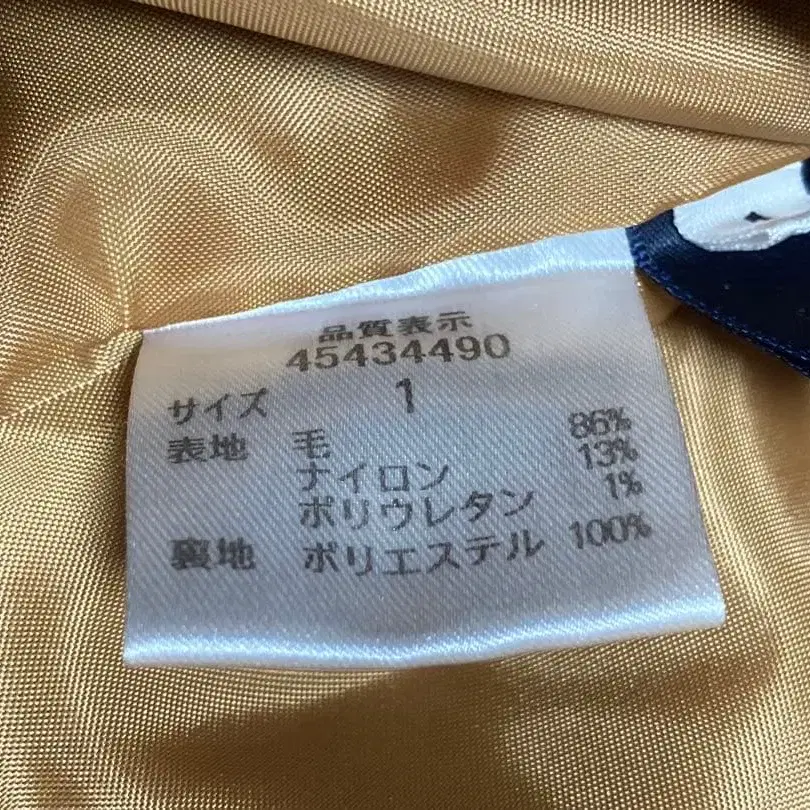 品質表示
45434490
サイズ 1
表地 毛 86%
ナイロン 13%
ポリウレタン 1%
裏地 ポリエステル 100%